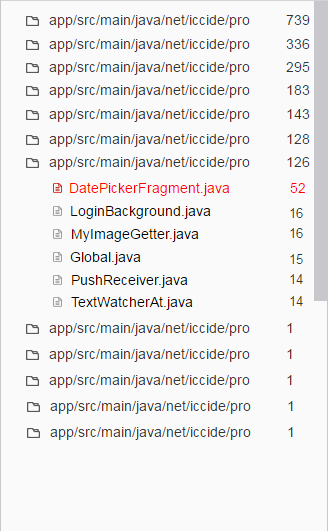 app/src/main/java/net/iccide/pro 739
app/src/main/java/net/iccide/pro 336
app/src/main/java/net/iccide/pro 295
app/src/main/java/net/iccide/pro 183
app/src/main/java/net/iccide/pro 143
app/src/main/java/net/iccide/pro 128
app/src/main/java/net/iccide/pro 126
DatePickerFragment.java 52
LoginBackground.java 16
MyImageGetter.java 16
Global.java 15
PushReceiver.java 14
TextWatcherAt.java 14
app/src/main/java/net/iccide/pro 1
app/src/main/java/net/iccide/pro 1
app/src/main/java/net/iccide/pro 1
app/src/main/java/net/iccide/pro 1
app/src/main/java/net/iccide/pro 1